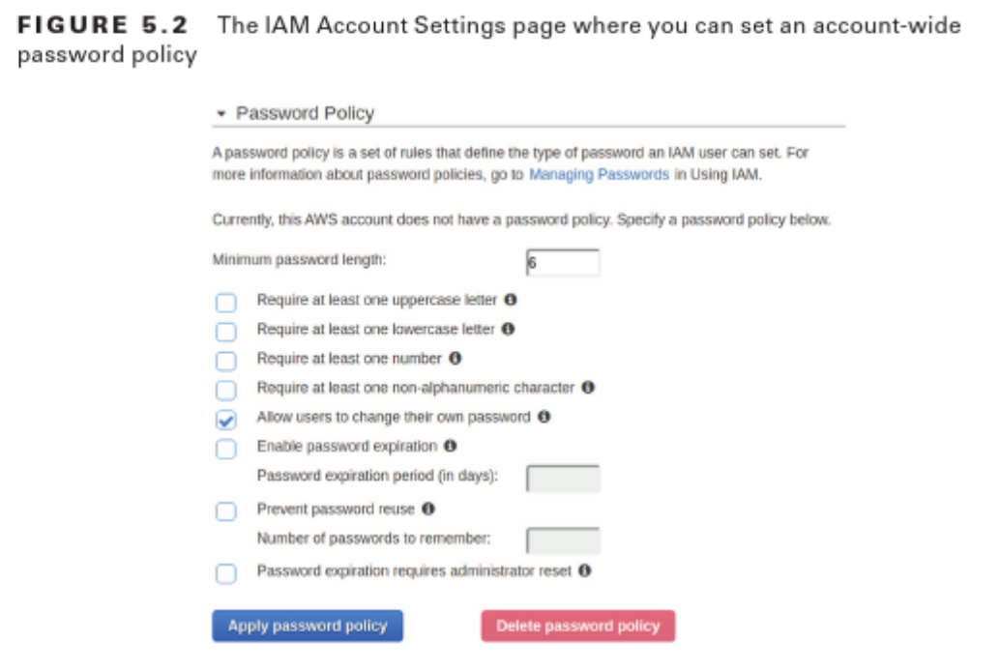 FIGURE 5.2 The IAM Account Settings page where you can set an account-wide
password policy
Password Policy
A password policy is a set of rules that define the type of password an IAM user can set. For
more information about password policies, go to Managing Passwords in Using IAM.
Currently, this AWS account does not have a password policy. Specify a password policy below.
Minimum password length: 6
Require at least one uppercase letter
Require at least one lowercase letter
Require at least one number
Require at least one non-alphanumeric character
Allow users to change their own password
Enable password expiration
Password expiration period (in days):
Prevent password reuse
Number of passwords to remember:
Password expiration requires administrator reset
Apply password policy Delete password policy